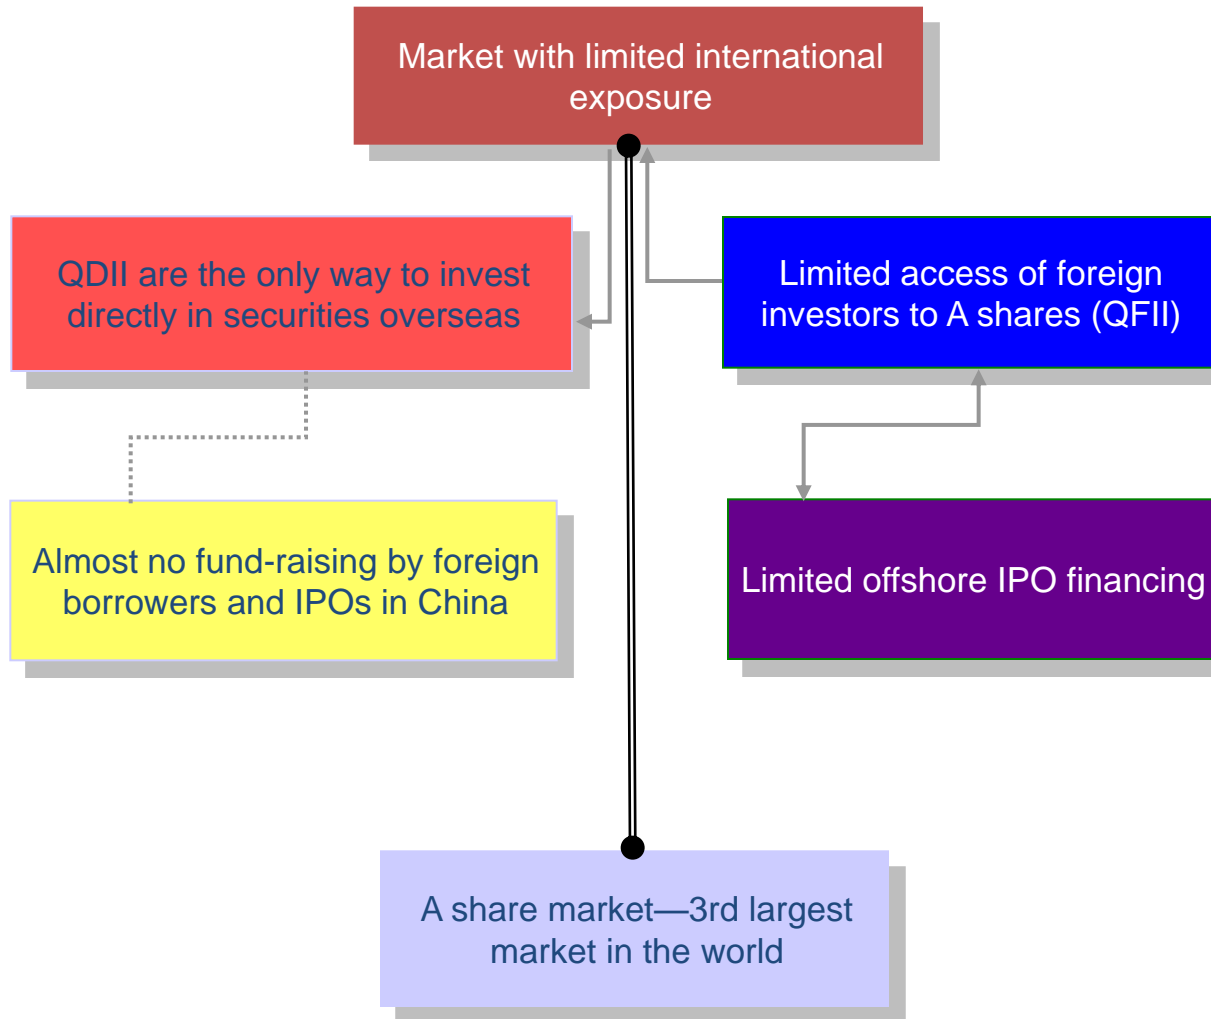 Market with limited international
exposure
QDII are the only way to invest
directly in securities overseas
Limited access of foreign
investors to A shares (QFII)
Almost no fund-raising by foreign
borrowers and IPOs in China
Limited offshore IPO financing
A share market—3rd largest
market in the world